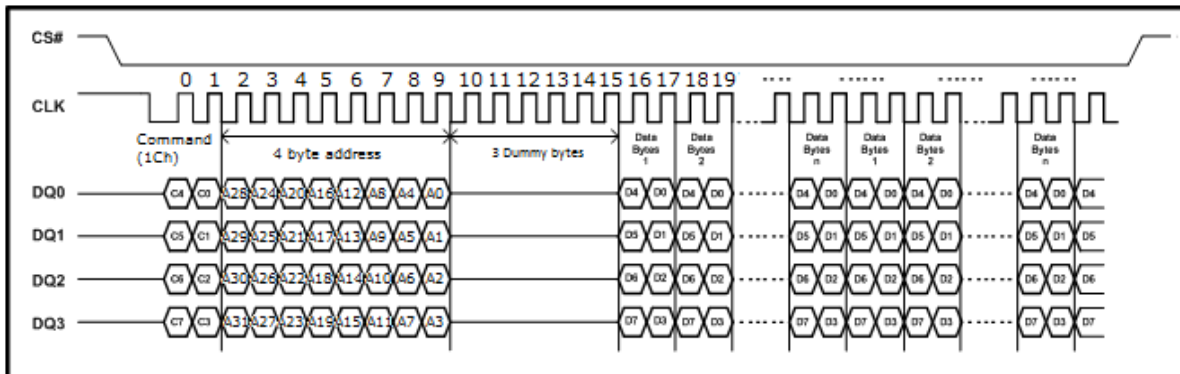 CS#
0 1 2 3 4 5 6 7 8 9 10 11 12 13 14 15 16 17 18 19
CLK
Command
(1Ch)
4 byte address
3 Dummy bytes
Data Bytes 1
Data Bytes 2
Data Bytes n
Data Bytes 1
Data Bytes 2
Data Bytes n
DQ0 C4 C0 A28 A24 A20 A16 A12 A8 A4 A0 D4 D0 D4 D0 D4 D0 D4 D0 D4 D0 D4 D0 D4
DQ1 C5 C1 A29 A25 A21 A17 A13 A9 A5 A1 D5 D1 D5 D1 D5 D1 D5 D1 D5 D1 D5 D1 D5
DQ2 C6 C2 A30 A26 A22 A18 A14 A10 A6 A2 D6 D2 D6 D2 D6 D2 D6 D2 D6 D2 D6 D2 D6
DQ3 C7 C3 A31 A27 A23 A19 A15 A11 A7 A3 D7 D3 D7 D3 D7 D3 D7 D3 D7 D3 D7 D3 D7